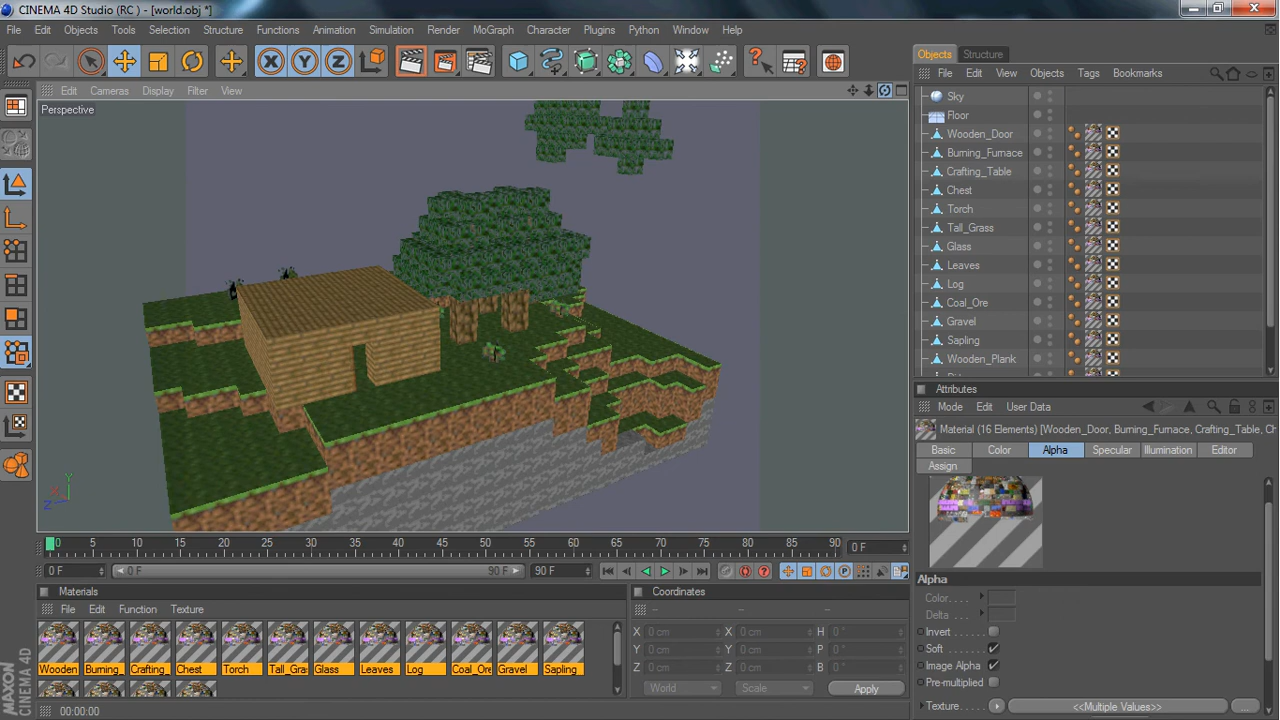 CINEMA 4D Studio (RC ) - [world.obj *]
File Edit Objects Tools Selection Structure Functions Animation Simulation Render MoGraph Character Plugins Python Window Help
X Y Z
Edit Cameras Display Filter View
Perspective
Y
X
Z
Objects Structure
File Edit View Objects Tags Bookmarks
Sky
Floor
Wooden_Door
Burning_Furnace
Crafting_Table
Chest
Torch
Tall_Grass
Glass
Leaves
Log
Coal_Ore
Gravel
Sapling
Wooden_Plank
Attributes
Mode Edit User Data
Material (16 Elements) [Wooden_Door, Burning_Furnace, Crafting_Table, Ch
Basic Color Alpha Specular Illumination Editor
Assign
Alpha
Color. . . .
Delta . . .
Invert . . . .
Soft . . . .
Image Alpha
Pre-multiplied
Texture. . . <<Multiple Values>> ...
0 5 10 15 20 25 30 35 40 45 50 55 60 65 70 75 80 85 90 0 F
0 F 0 F 90 F 90 F
Materials
File Edit Function Texture
Wooden Burning_ Crafting_ Chest Torch Tall_Gra Glass Leaves Log Coal_Ore Gravel Sapling
Coordinates
-- -- --
X 0 cm X 0 cm H 0 °
Y 0 cm Y 0 cm P 0 °
Z 0 cm Z 0 cm B 0 °
World Scale Apply
MAXON
CINEMA 4D
00:00:00